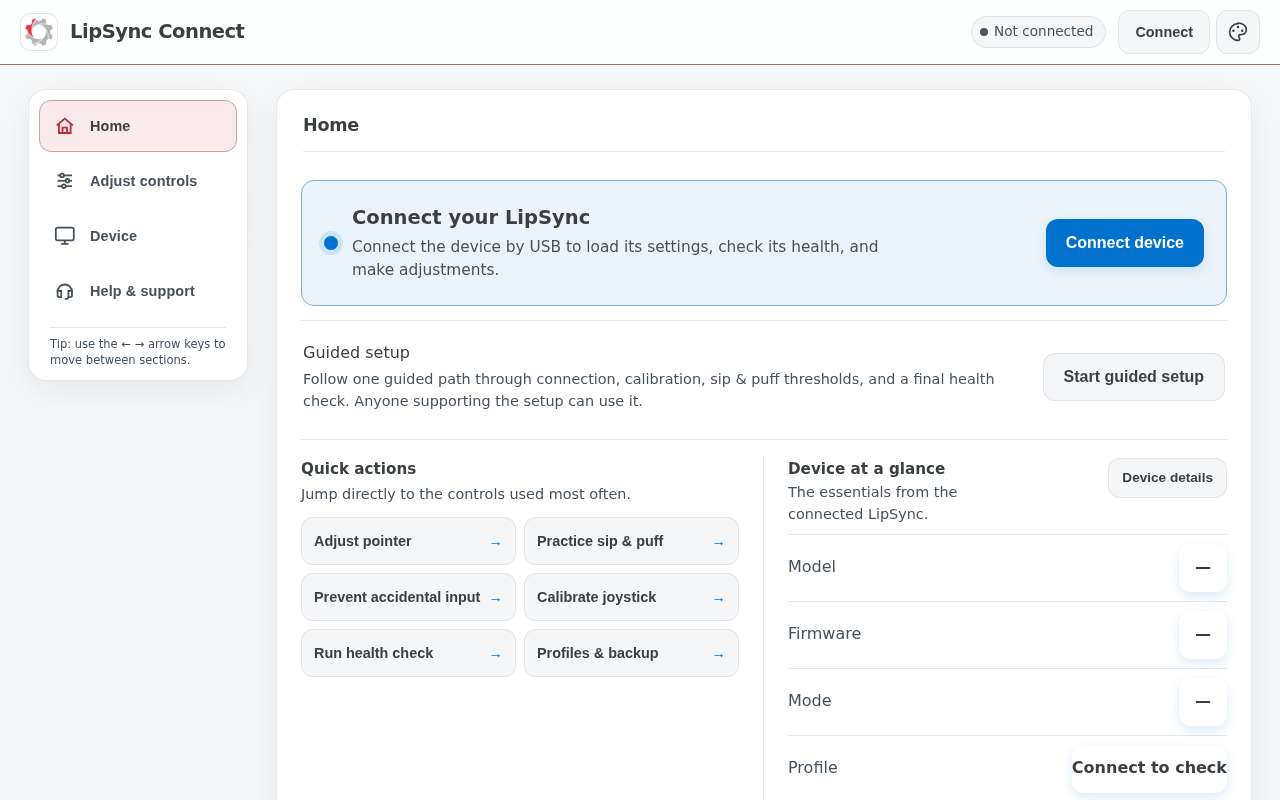 LipSync Connect
Not connected
Connect
Home
Adjust controls
Device
Help & support
Tip: use the ← → arrow keys to
move between sections.
Home
Connect your LipSync
Connect the device by USB to load its settings, check its health, and
make adjustments.
Connect device
Guided setup
Follow one guided path through connection, calibration, sip & puff thresholds, and a final health
check. Anyone supporting the setup can use it.
Start guided setup
Quick actions
Jump directly to the controls used most often.
Adjust pointer →
Practice sip & puff →
Prevent accidental input →
Calibrate joystick →
Run health check →
Profiles & backup →
Device at a glance
The essentials from the
connected LipSync.
Device details
Model —
Firmware —
Mode —
Profile Connect to check